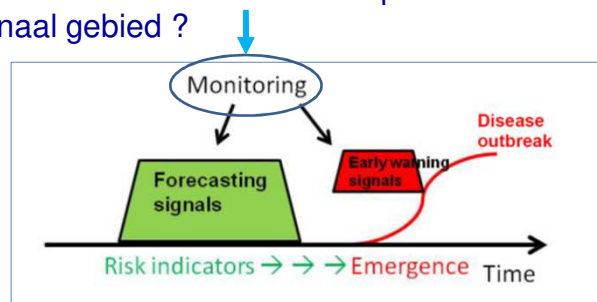 naal gebied ?
Monitoring
Disease
outbreak
Early warning
signals
Forecasting
signals
Risk indicators → → → Emergence
Time